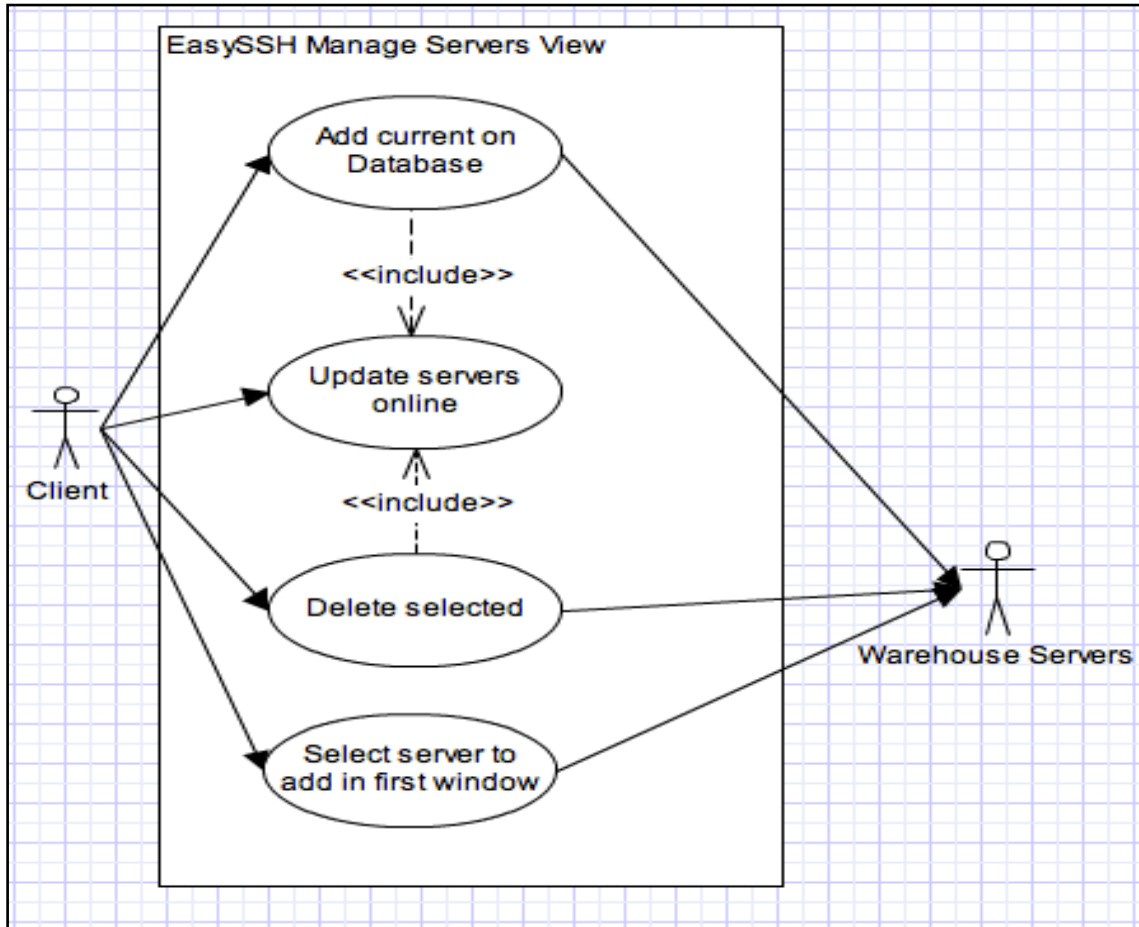 EasySSH Manage Servers View
Add current on
Database
<<include>>
Update servers
online
Client
<<include>>
Delete selected
Warehouse Servers
Select server to
add in first window